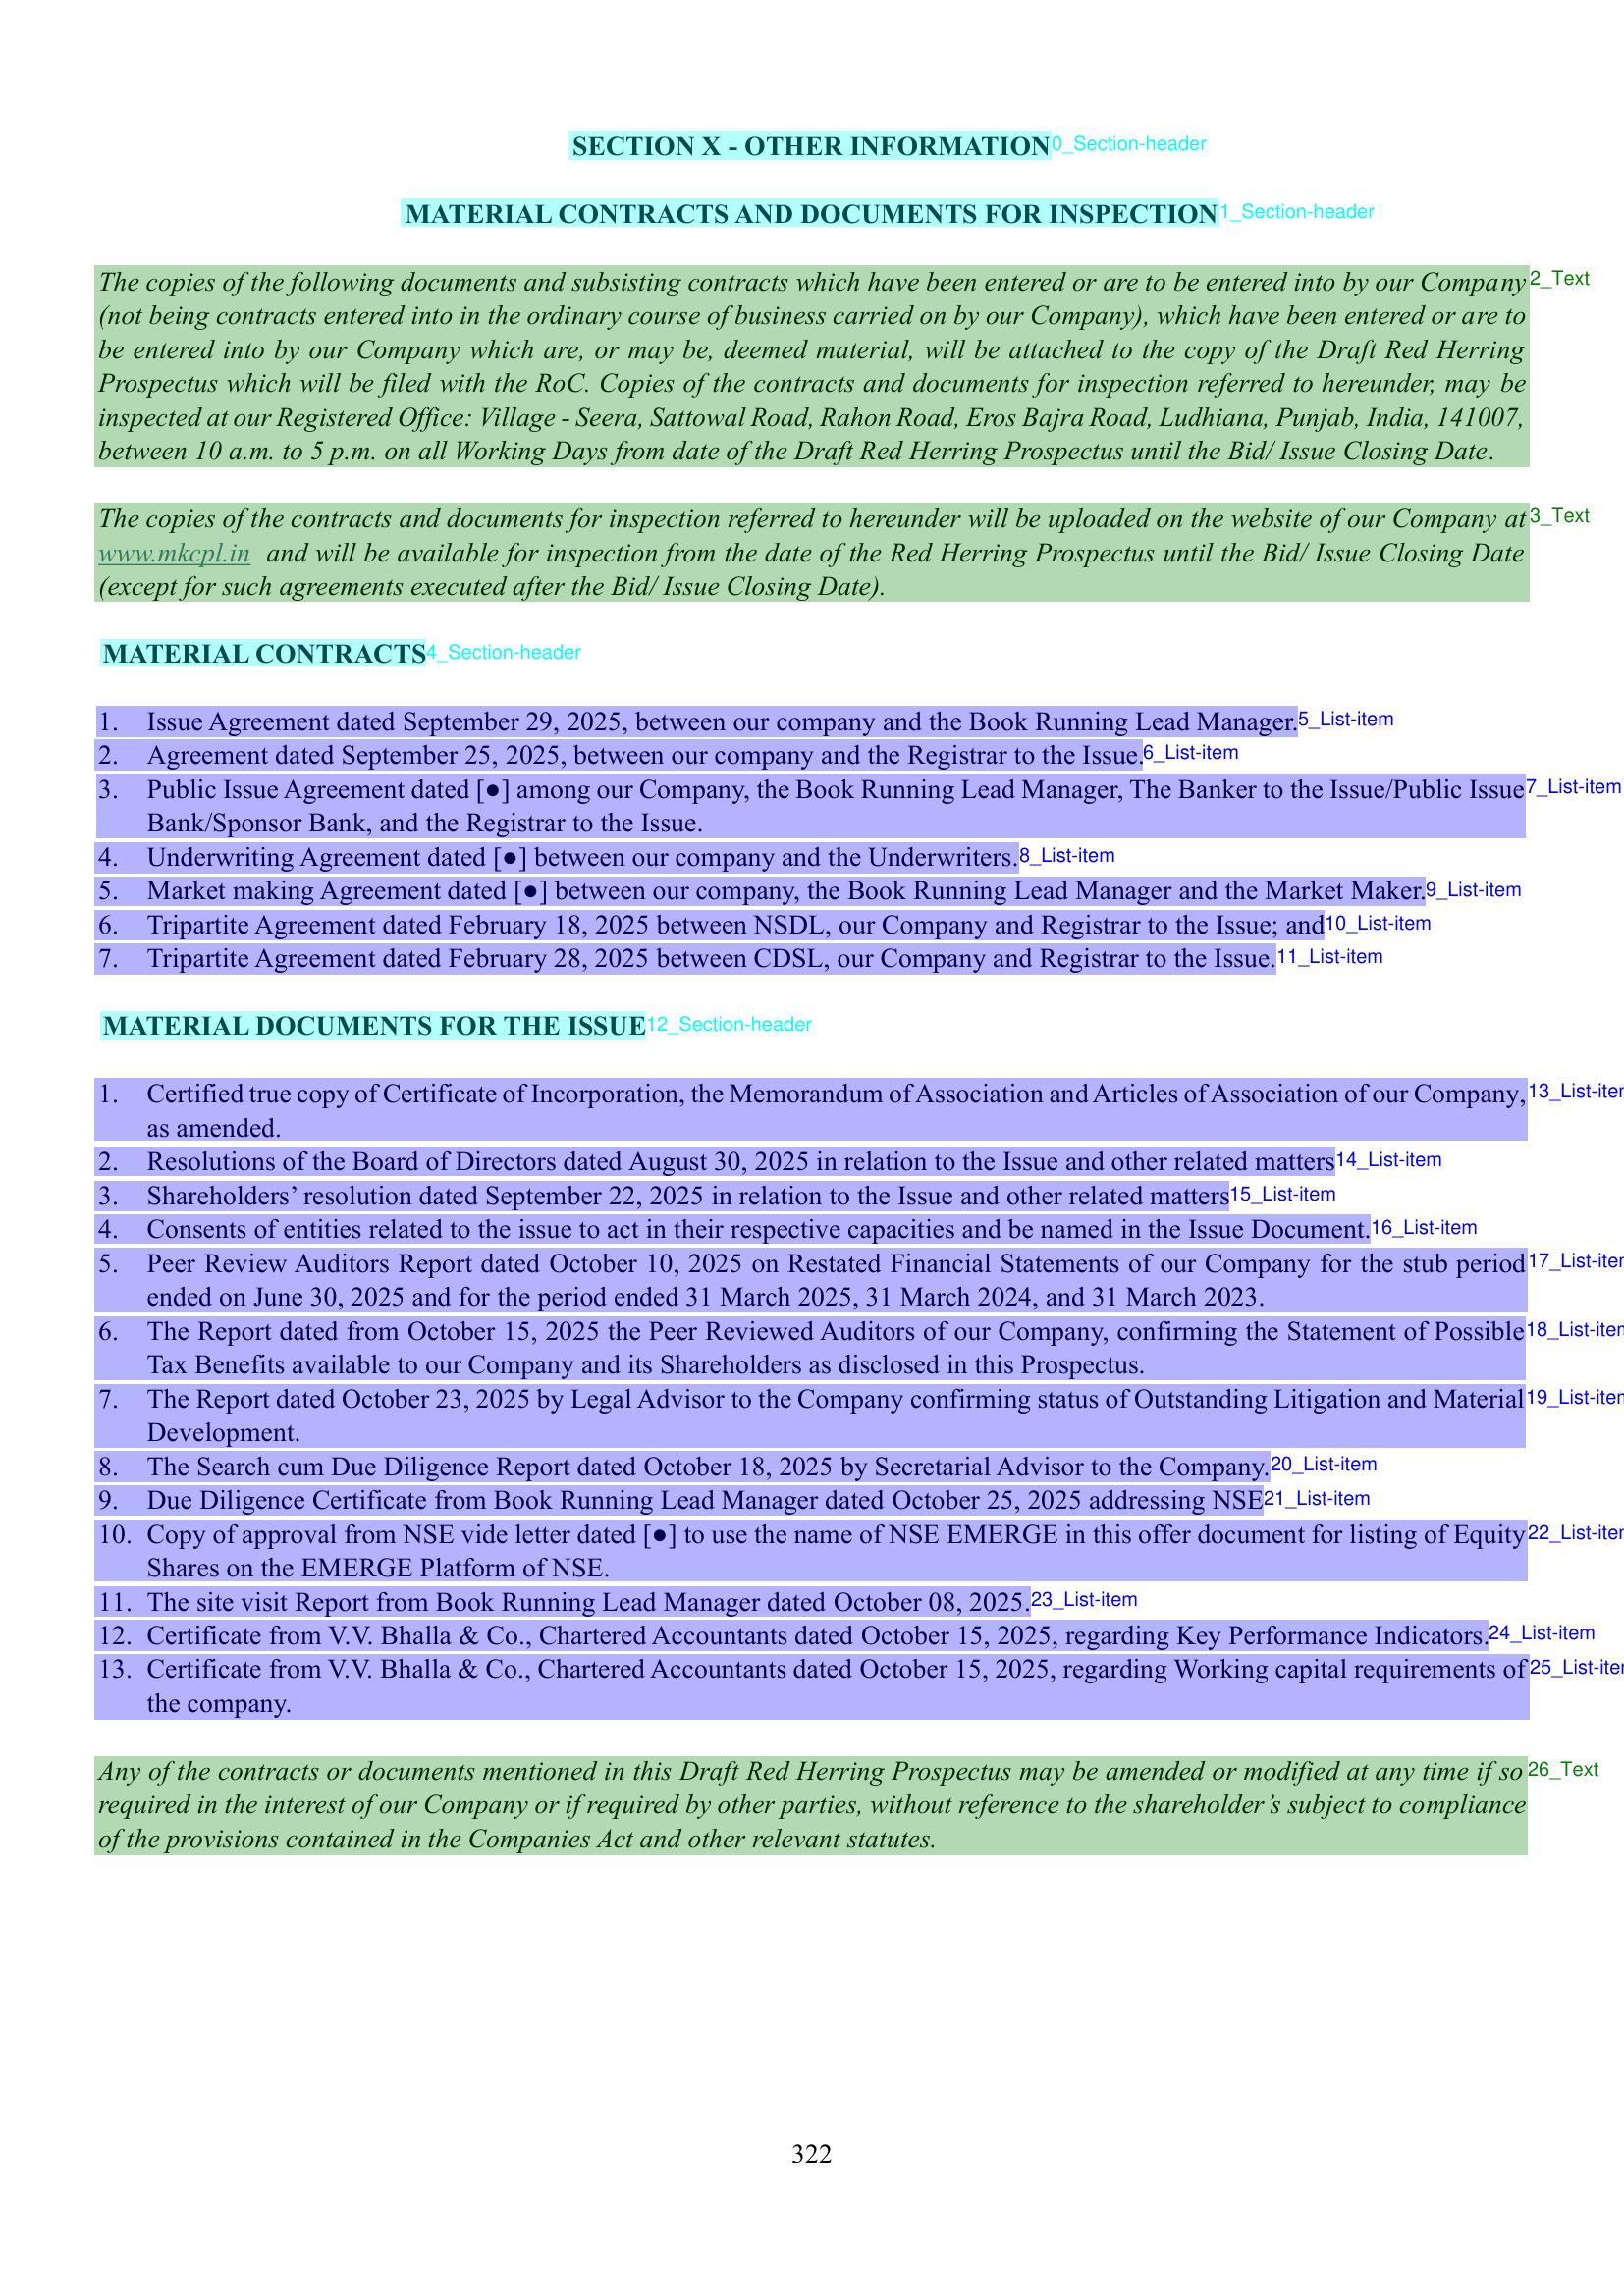 SECTION X - OTHER INFORMATION0_Section-header
MATERIAL CONTRACTS AND DOCUMENTS FOR INSPECTION1_Section-header
The copies of the following documents and subsisting contracts which have been entered or are to be entered into by our Company2_Text
(not being contracts entered into in the ordinary course of business carried on by our Company), which have been entered or are to
be entered into by our Company which are, or may be, deemed material, will be attached to the copy of the Draft Red Herring
Prospectus which will be filed with the RoC. Copies of the contracts and documents for inspection referred to hereunder, may be
inspected at our Registered Office: Village - Seera, Sattowal Road, Rahon Road, Eros Bajra Road, Ludhiana, Punjab, India, 141007,
between 10 a.m. to 5 p.m. on all Working Days from date of the Draft Red Herring Prospectus until the Bid/ Issue Closing Date.
The copies of the contracts and documents for inspection referred to hereunder will be uploaded on the website of our Company at3_Text
www.mkcpl.in and will be available for inspection from the date of the Red Herring Prospectus until the Bid/ Issue Closing Date
(except for such agreements executed after the Bid/ Issue Closing Date).
MATERIAL CONTRACTS4_Section-header
1. Issue Agreement dated September 29, 2025, between our company and the Book Running Lead Manager.5_List-item
2. Agreement dated September 25, 2025, between our company and the Registrar to the Issue.6_List-item
3. Public Issue Agreement dated [●] among our Company, the Book Running Lead Manager, The Banker to the Issue/Public Issue7_List-item
Bank/Sponsor Bank, and the Registrar to the Issue.
4. Underwriting Agreement dated [●] between our company and the Underwriters.8_List-item
5. Market making Agreement dated [●] between our company, the Book Running Lead Manager and the Market Maker.9_List-item
6. Tripartite Agreement dated February 18, 2025 between NSDL, our Company and Registrar to the Issue; and10_List-item
7. Tripartite Agreement dated February 28, 2025 between CDSL, our Company and Registrar to the Issue.11_List-item
MATERIAL DOCUMENTS FOR THE ISSUE12_Section-header
1. Certified true copy of Certificate of Incorporation, the Memorandum of Association and Articles of Association of our Company,13_List-iter
as amended.
2. Resolutions of the Board of Directors dated August 30, 2025 in relation to the Issue and other related matters14_List-item
3. Shareholders’ resolution dated September 22, 2025 in relation to the Issue and other related matters15_List-item
4. Consents of entities related to the issue to act in their respective capacities and be named in the Issue Document.16_List-item
5. Peer Review Auditors Report dated October 10, 2025 on Restated Financial Statements of our Company for the stub period17_List-iter
ended on June 30, 2025 and for the period ended 31 March 2025, 31 March 2024, and 31 March 2023.
6. The Report dated from October 15, 2025 the Peer Reviewed Auditors of our Company, confirming the Statement of Possible18_List-iter
Tax Benefits available to our Company and its Shareholders as disclosed in this Prospectus.
7. The Report dated October 23, 2025 by Legal Advisor to the Company confirming status of Outstanding Litigation and Material19_List-iter
Development.
8. The Search cum Due Diligence Report dated October 18, 2025 by Secretarial Advisor to the Company.20_List-item
9. Due Diligence Certificate from Book Running Lead Manager dated October 25, 2025 addressing NSE21_List-item
10. Copy of approval from NSE vide letter dated [●] to use the name of NSE EMERGE in this offer document for listing of Equity22_List-iter
Shares on the EMERGE Platform of NSE.
11. The site visit Report from Book Running Lead Manager dated October 08, 2025.23_List-item
12. Certificate from V.V. Bhalla & Co., Chartered Accountants dated October 15, 2025, regarding Key Performance Indicators.24_List-item
13. Certificate from V.V. Bhalla & Co., Chartered Accountants dated October 15, 2025, regarding Working capital requirements of25_List-iter
the company.
Any of the contracts or documents mentioned in this Draft Red Herring Prospectus may be amended or modified at any time if so26_Text
required in the interest of our Company or if required by other parties, without reference to the shareholder’s subject to compliance
of the provisions contained in the Companies Act and other relevant statutes.
322